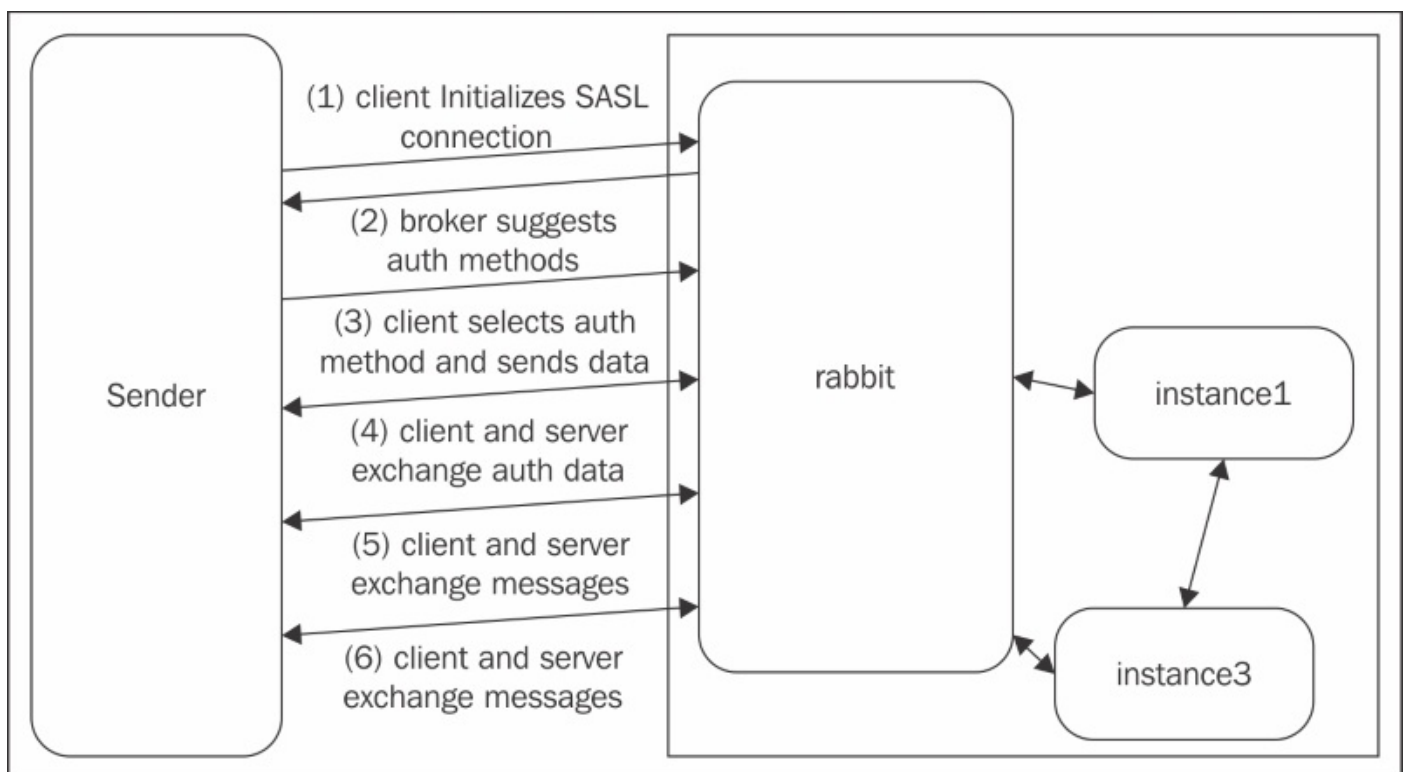 (1) client Initializes SASL
connection
(2) broker suggests
auth methods
(3) client selects auth
method and sends data
(4) client and server
exchange auth data
(5) client and server
exchange messages
(6) client and server
exchange messages
Sender
rabbit
instance1
instance3